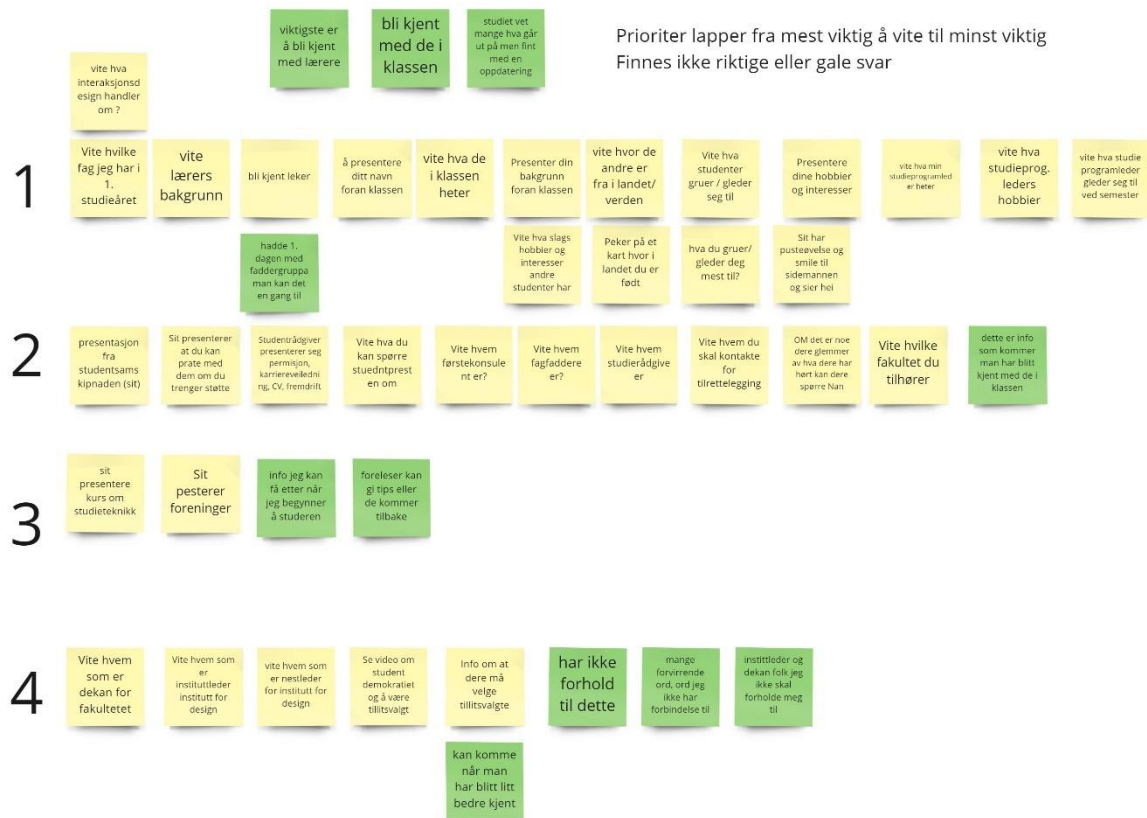 viktigste er
å bli kjent
med lærere
bli kjent
med de i
klassen
studiet vet
mange hva går
ut på men fint
med en
oppdatering
Prioriter lapper fra mest viktig å vite til minst viktig
Finnes ikke riktige eller gale svar
vite hva
interaksjonsd
esign handler
om ?
1
Vite hvilke
fag jeg har i
1.
studieåret
vite
lærers
bakgrunn
bli kjent leker
å presentere
ditt navn
foran klassen
vite hva de
i klassen
heter
Presenter din
bakgrunn
foran klassen
vite hvor de
andre er
fra i landet/
verden
Vite hva
studenter
gruer / gleder
seg til
Presentere
dine hobbier
og interesser
vite hva min
studieprogramled
er heter
vite hva
studieprog.
leders
hobbier
vite hva studie
programleder
gleder seg til
ved semester
hadde 1.
dagen med
faddergruppa
man kan det
en gang til
Vite hva slags
hobbier og
interesser
andre
studenter har
Peker på et
kart hvor i
landet du er
født
hva du gruer/
gleder deg
mest til?
Sit har
pusteøvelse og
smile til
sidemannen
og sier hei
2
presentasjon
fra
studentsams
kipnaden (sit)
Sit presenterer
at du kan
prate med
dem om du
trenger støtte
Studentrådgiver
presenterer seg
permisjon,
karriereveiledni
ng, CV, fremdrift
Vite hva du
kan spørre
stuedntprest
en om
Vite hvem
førstekonsule
nt er?
Vite hvem
fagfaddere
er?
Vite hvem
studierådgive
er
Vite hvem du
skal kontakte
for
tilrettelegging
OM det er noe
dere glemmer
av hva dere har
hørt kan dere
spørre Nan
Vite hvilke
fakultet du
tilhører
dette er info
som kommer
man har blitt
kjent med de i
klassen
3
sit
presentere
kurs om
studieteknikk
Sit
pesterer
foreninger
info jeg kan
få etter når
jeg begynner
å studeren
foreleser kan
gi tips eller
de kommer
tilbake
4
Vite hvem
som er
dekan for
fakultetet
Vite hvem som
er
instituttleder
institutt for
design
vite hvem som
er nestleder
for institutt for
design
Se video om
student
demokratiet
og å være
tillitsvalgt
Info om at
dere må
velge
tillitsvalgte
har ikke
forhold
til dette
mange
forvirrende
ord, ord jeg
ikke har
forbindelse til
instittleder og
dekan folk jeg
ikke skal
forholde meg
til
kan komme
når man
har blitt litt
bedre kjent